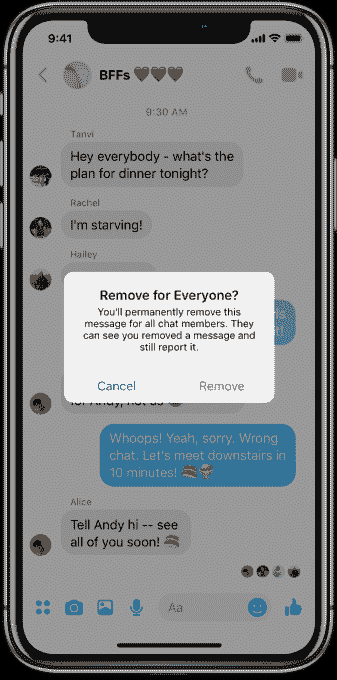 9:41
BFFs 🖤🖤🖤
9:30 AM
Tanvi
Hey everybody - what's the
plan for dinner tonight?
Rachel
I'm starving!
Hailey
Remove for Everyone?
You'll permanently remove this
message for all chat members. They
can see you removed a message and
still report it.
Cancel
Remove
for Andy, not us
Whoops! Yeah, sorry. Wrong
chat. Let's meet downstairs in
10 minutes!
Alice
Tell Andy hi -- see
all of you soon!
Aa